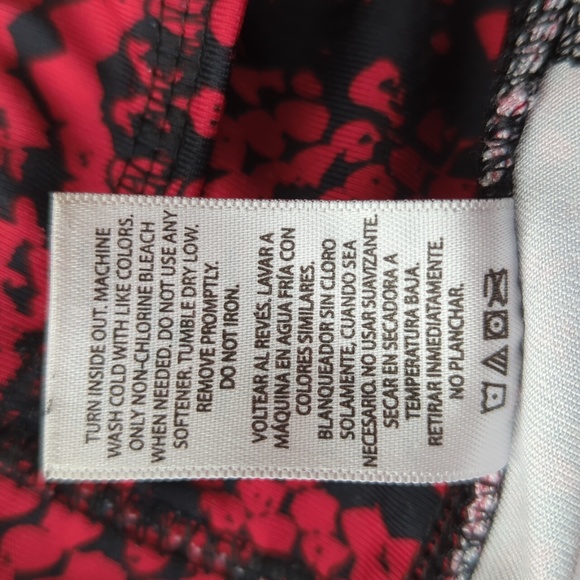 TURN INSIDE OUT. MACHINE
WASH COLD WITH LIKE COLORS.
ONLY NON-CHLORINE BLEACH
WHEN NEEDED. DO NOT USE ANY
SOFTENER. TUMBLE DRY LOW.
REMOVE PROMPTLY.
DO NOT IRON.
VOLTEAR AL REVÉS. LAVAR A
MÁQUINA EN AGUA FRÍA CON
COLORES SIMILARES.
BLANQUEADOR SIN CLORO
SOLAMENTE, CUANDO SEA
NECESARIO. NO USAR SUAVIZANTE.
SECAR EN SECADORA A
TEMPERATURA BAJA.
RETIRAR INMEDIATAMENTE.
NO PLANCHAR.